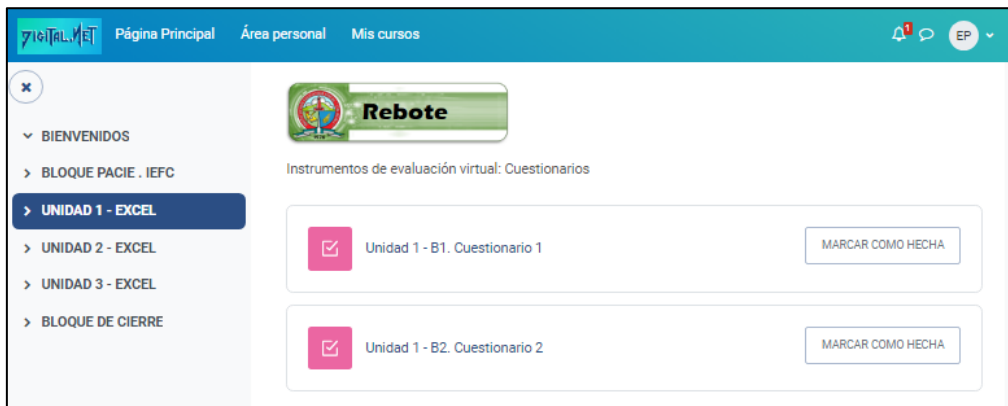 DIGITAL.NET Página Principal Área personal Mis cursos 1 EP
BIENVENIDOS
BLOQUE PACIE . IEFC
UNIDAD 1 - EXCEL
UNIDAD 2 - EXCEL
UNIDAD 3 - EXCEL
BLOQUE DE CIERRE
Rebote
Instrumentos de evaluación virtual: Cuestionarios
Unidad 1 - B1. Cuestionario 1 MARCAR COMO HECHA
Unidad 1 - B2. Cuestionario 2 MARCAR COMO HECHA